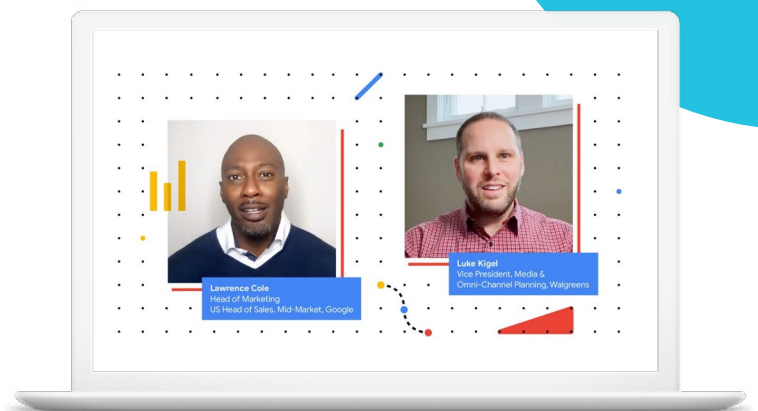 Lawrence Cole
Head of Marketing
US Head of Sales, Mid-Market, Google
Luke Kigel
Vice President, Media &
Omni-Channel Planning, Walgreens